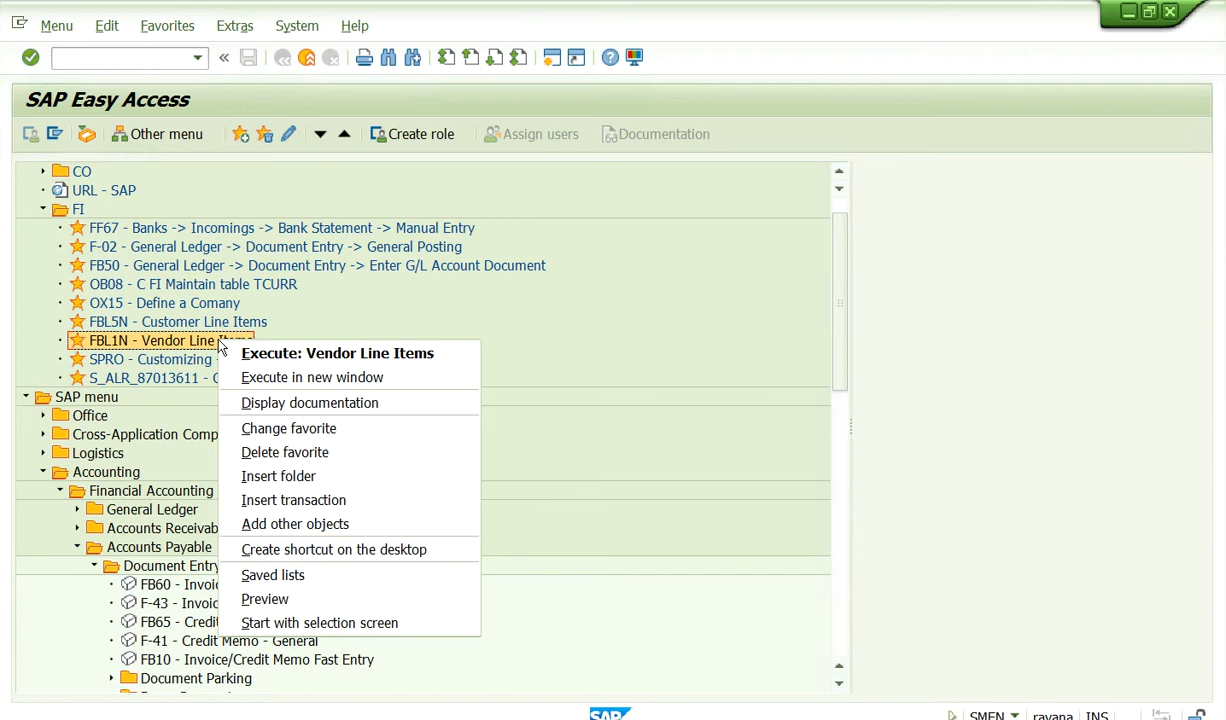 Menu Edit Favorites Extras System Help
SAP Easy Access
Other menu Create role Assign users Documentation
CO
URL - SAP
FI
FF67 - Banks -> Incomings -> Bank Statement -> Manual Entry
F-02 - General Ledger -> Document Entry -> General Posting
FB50 - General Ledger -> Document Entry -> Enter G/L Account Document
OB08 - C FI Maintain table TCURR
OX15 - Define a Comany
FBL5N - Customer Line Items
FBL1N - Vendor Line Items
SPRO - Customizing -
S_ALR_87013611 -
SAP menu
Office
Cross-Application Comp
Logistics
Accounting
Financial Accounting
General Ledger
Accounts Receivab
Accounts Payable
Document Entry
FB60 - Invoic
F-43 - Invoic
FB65 - Credi
F-41 - Credit Memo - General
FB10 - Invoice/Credit Memo Fast Entry
Document Parking
Execute: Vendor Line Items
Execute in new window
Display documentation
Change favorite
Delete favorite
Insert folder
Insert transaction
Add other objects
Create shortcut on the desktop
Saved lists
Preview
Start with selection screen
SAP
SMEN rayana INS